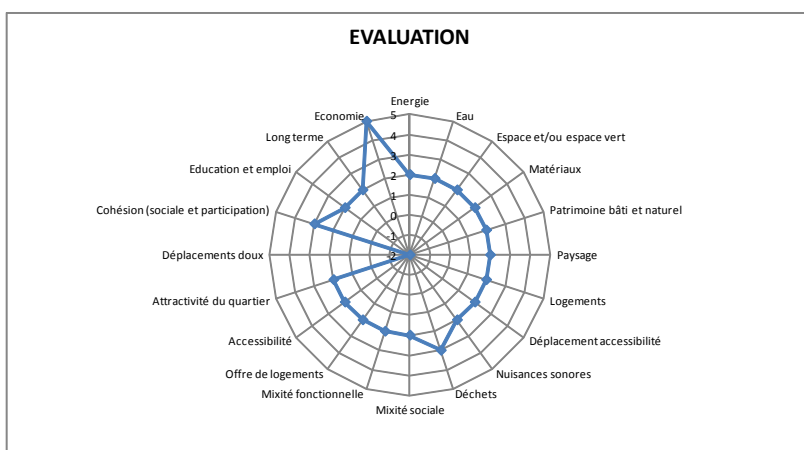 EVALUATION
Energie
Eau
Espace et/ou espace vert
Matériaux
Patrimoine bâti et naturel
Paysage
Logements
Déplacement accessibilité
Nuisances sonores
Déchets
Mixité sociale
Mixité fonctionnelle
Offre de logements
Accessibilité
Attractivité du quartier
Déplacements doux
Cohésion (sociale et participation)
Education et emploi
Long terme
Economie
5
4
3
2
1
0
-1
-2